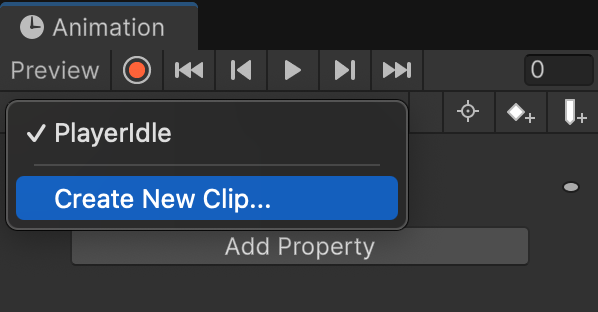 Animation
Preview
0
PlayerIdle
Create New Clip...
Add Property